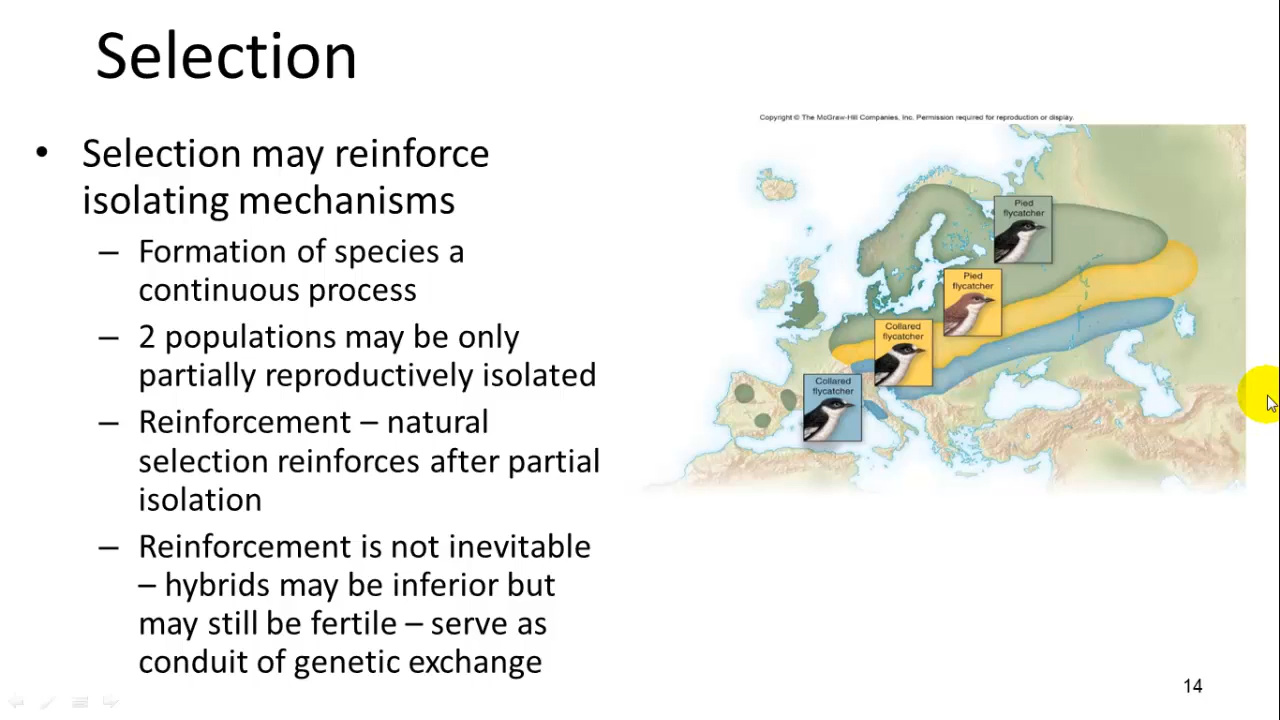 Selection
• Selection may reinforce
isolating mechanisms
– Formation of species a
continuous process
– 2 populations may be only
partially reproductively isolated
– Reinforcement – natural
selection reinforces after partial
isolation
– Reinforcement is not inevitable
– hybrids may be inferior but
may still be fertile – serve as
conduit of genetic exchange
Copyright © The McGraw-Hill Companies, Inc. Permission required for reproduction or display.
Pied
flycatcher
Pied
flycatcher
Collared
flycatcher
Collared
flycatcher
14